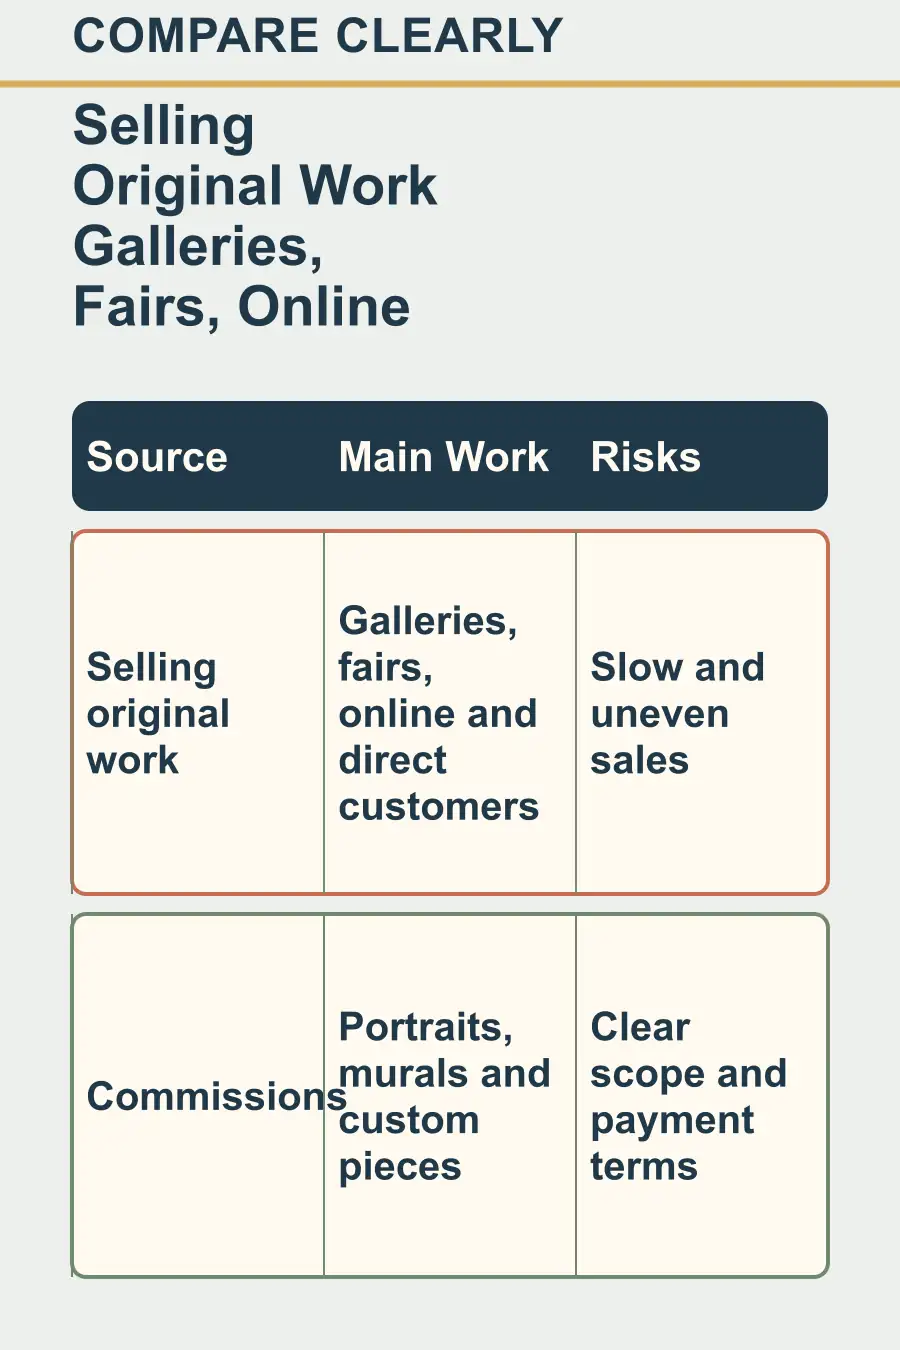 COMPARE CLEARLY
Selling
Original Work
Galleries,
Fairs, Online
Source Main Work Risks
Selling
original
work
Galleries,
fairs,
online and
direct
customers
Slow and
uneven
sales
Commissions
Portraits,
murals and
custom
pieces
Clear
scope and
payment
terms